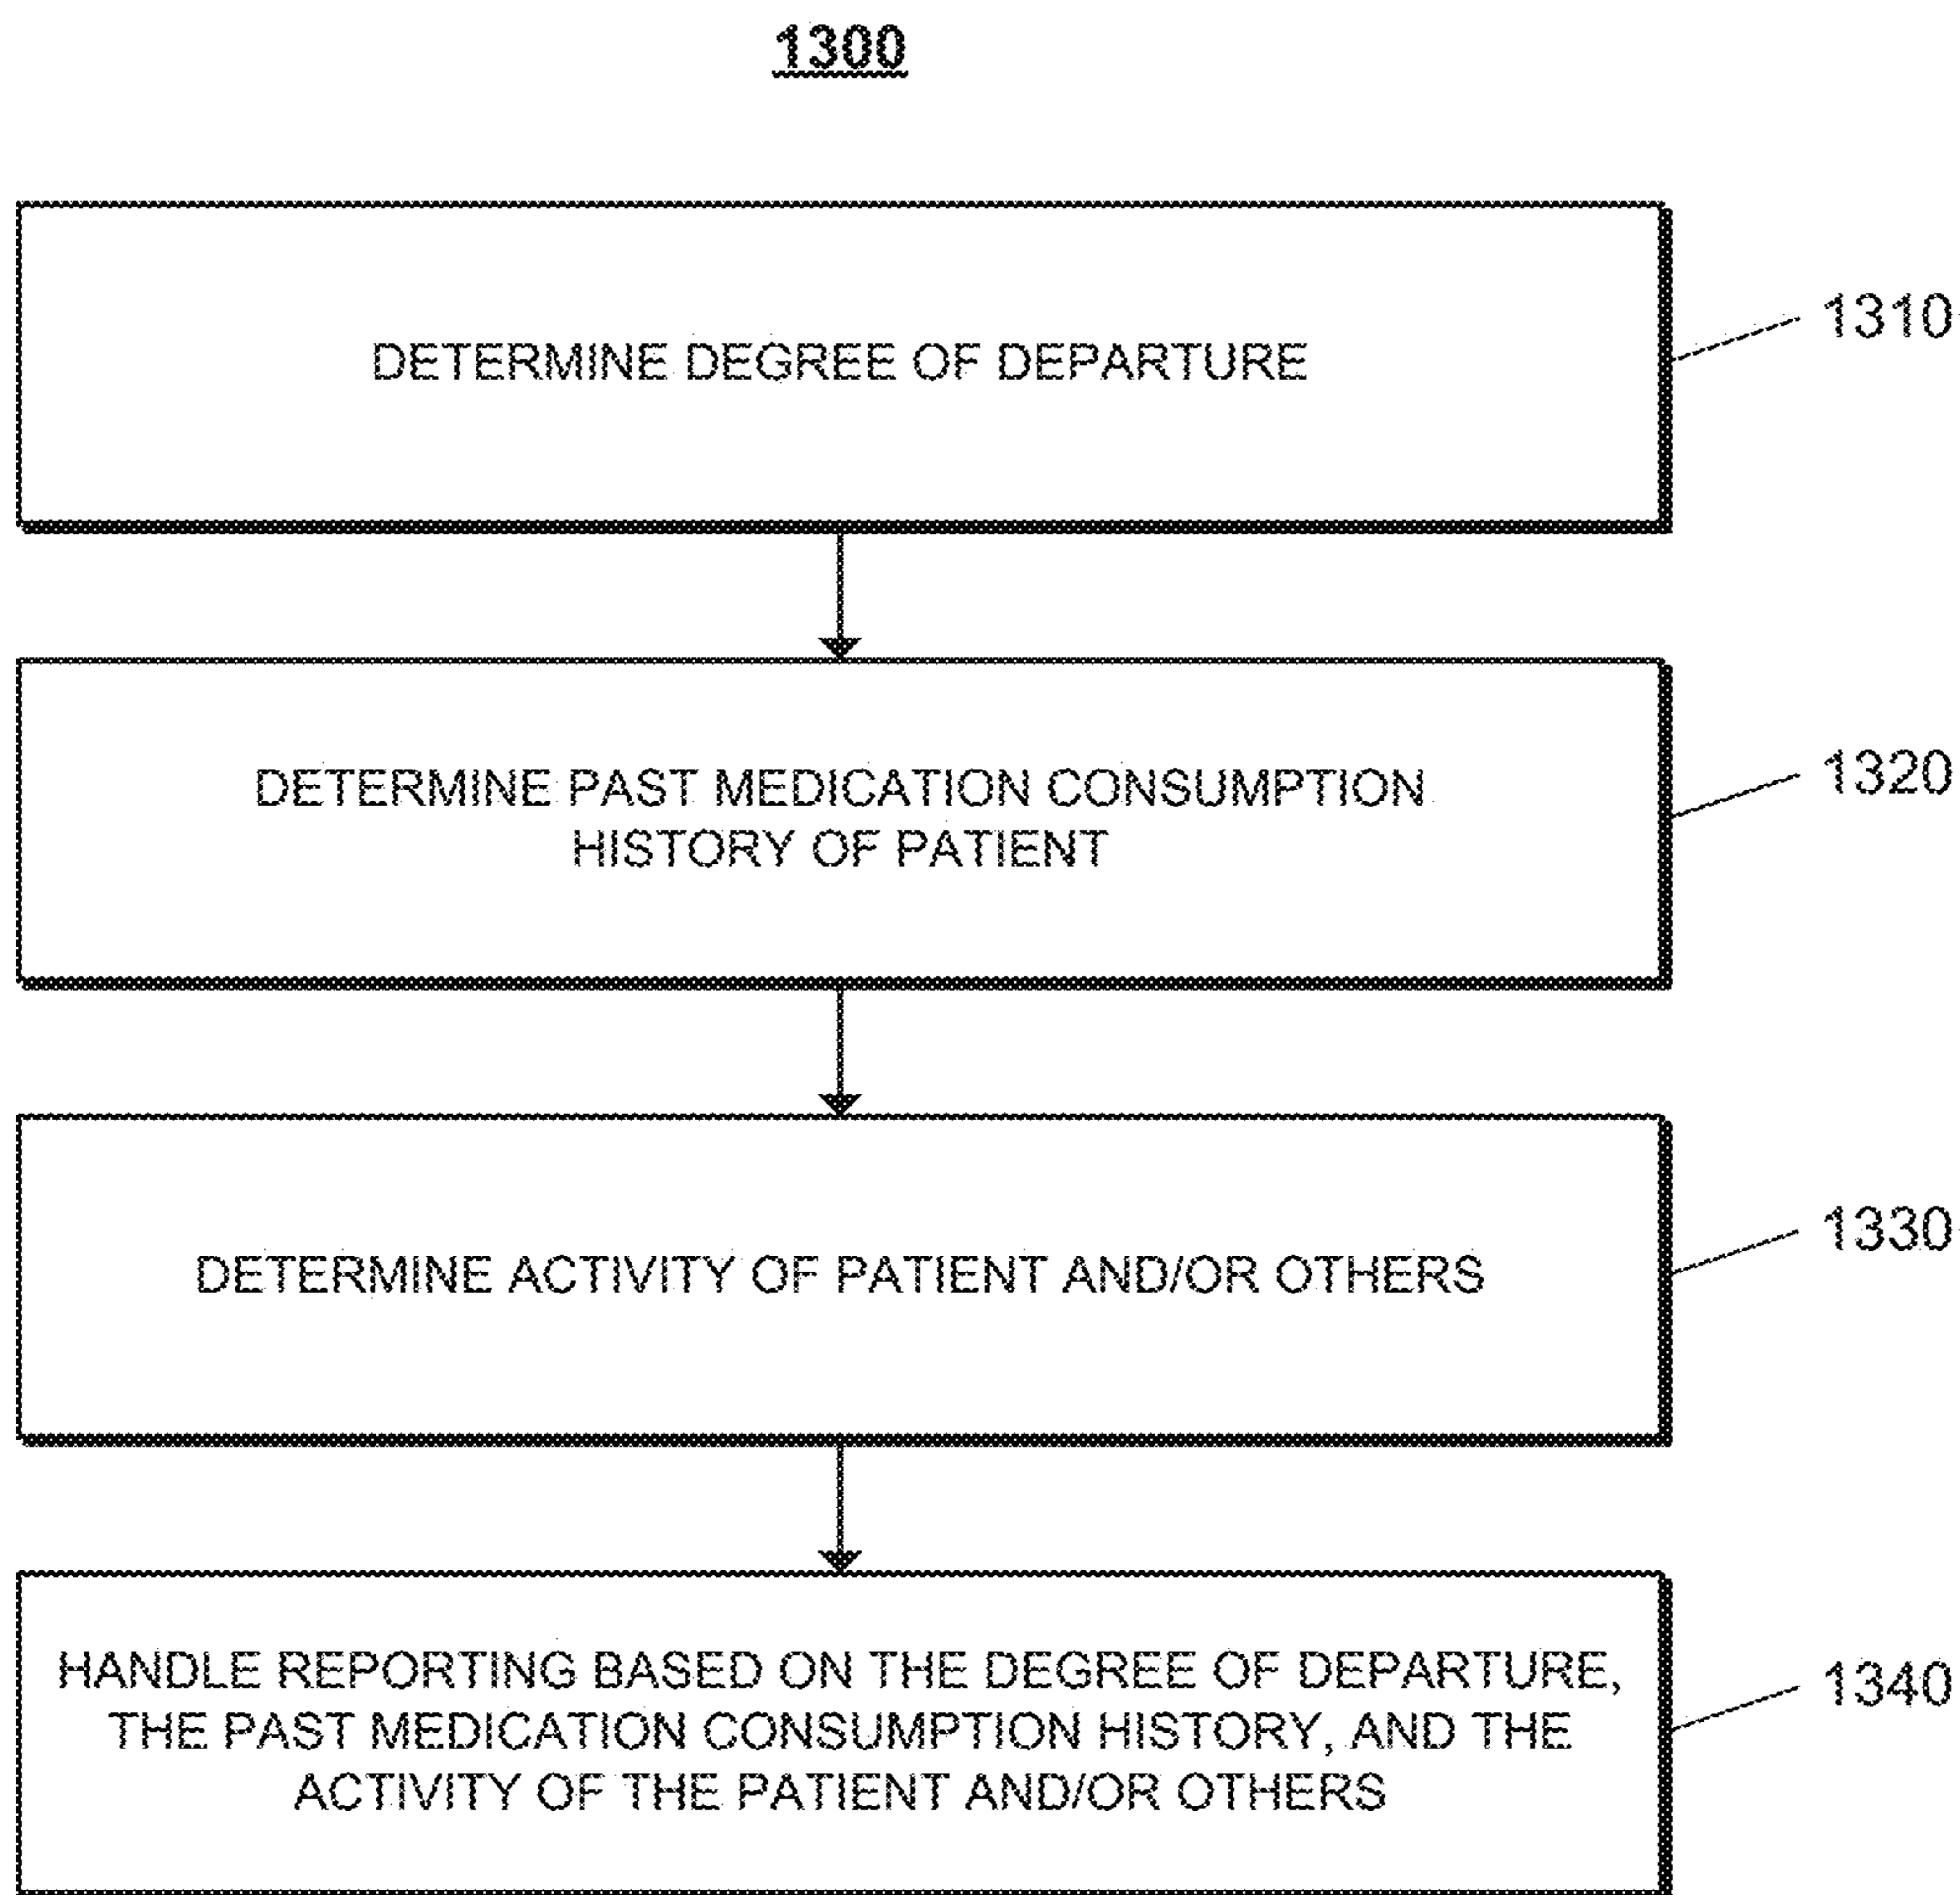 1300
DETERMINE DEGREE OF DEPARTURE
1310
DETERMINE PAST MEDICATION CONSUMPTION
HISTORY OF PATIENT
1320
DETERMINE ACTIVITY OF PATIENT AND/OR OTHERS
1330
HANDLE REPORTING BASED ON THE DEGREE OF DEPARTURE,
THE PAST MEDICATION CONSUMPTION HISTORY, AND THE
ACTIVITY OF THE PATIENT AND/OR OTHERS
1340